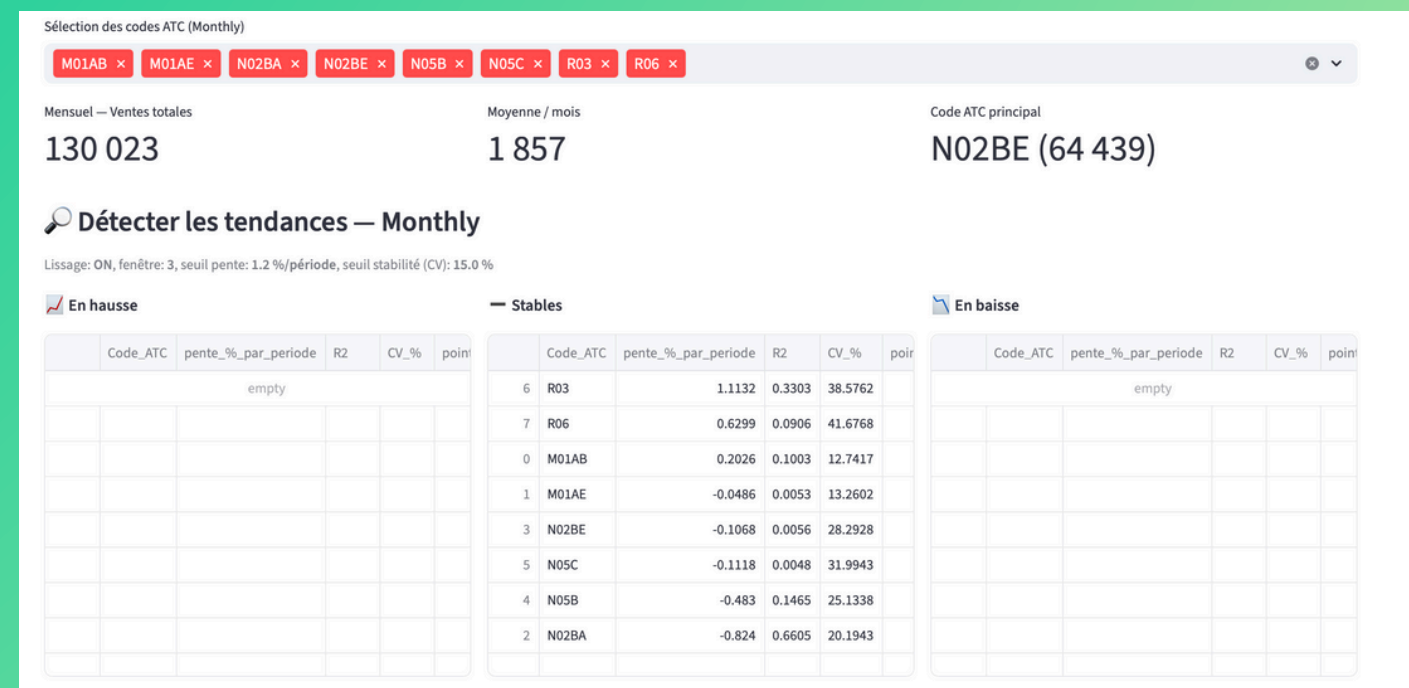 Sélection des codes ATC (Monthly)
M01AB × M01AE × N02BA × N02BE × N05B × N05C × R03 × R06 ×
Mensuel — Ventes totales
130 023
Moyenne / mois
1 857
Code ATC principal
N02BE (64 439)
🔎 Détecter les tendances — Monthly
Lissage: ON, fenêtre: 3, seuil pente: 1.2 %/période, seuil stabilité (CV): 15.0 %
📈 En hausse
Code_ATC pente_%_par_periode R2 CV_% point
empty
— Stables
Code_ATC pente_%_par_periode R2 CV_% poin
6 R03 1.1132 0.3303 38.5762
7 R06 0.6299 0.0906 41.6768
0 M01AB 0.2026 0.1003 12.7417
1 M01AE -0.0486 0.0053 13.2602
3 N02BE -0.1068 0.0056 28.2928
5 N05C -0.1118 0.0048 31.9943
4 N05B -0.483 0.1465 25.1338
2 N02BA -0.824 0.6605 20.1943
📉 En baisse
Code_ATC pente_%_par_periode R2 CV_% point
empty